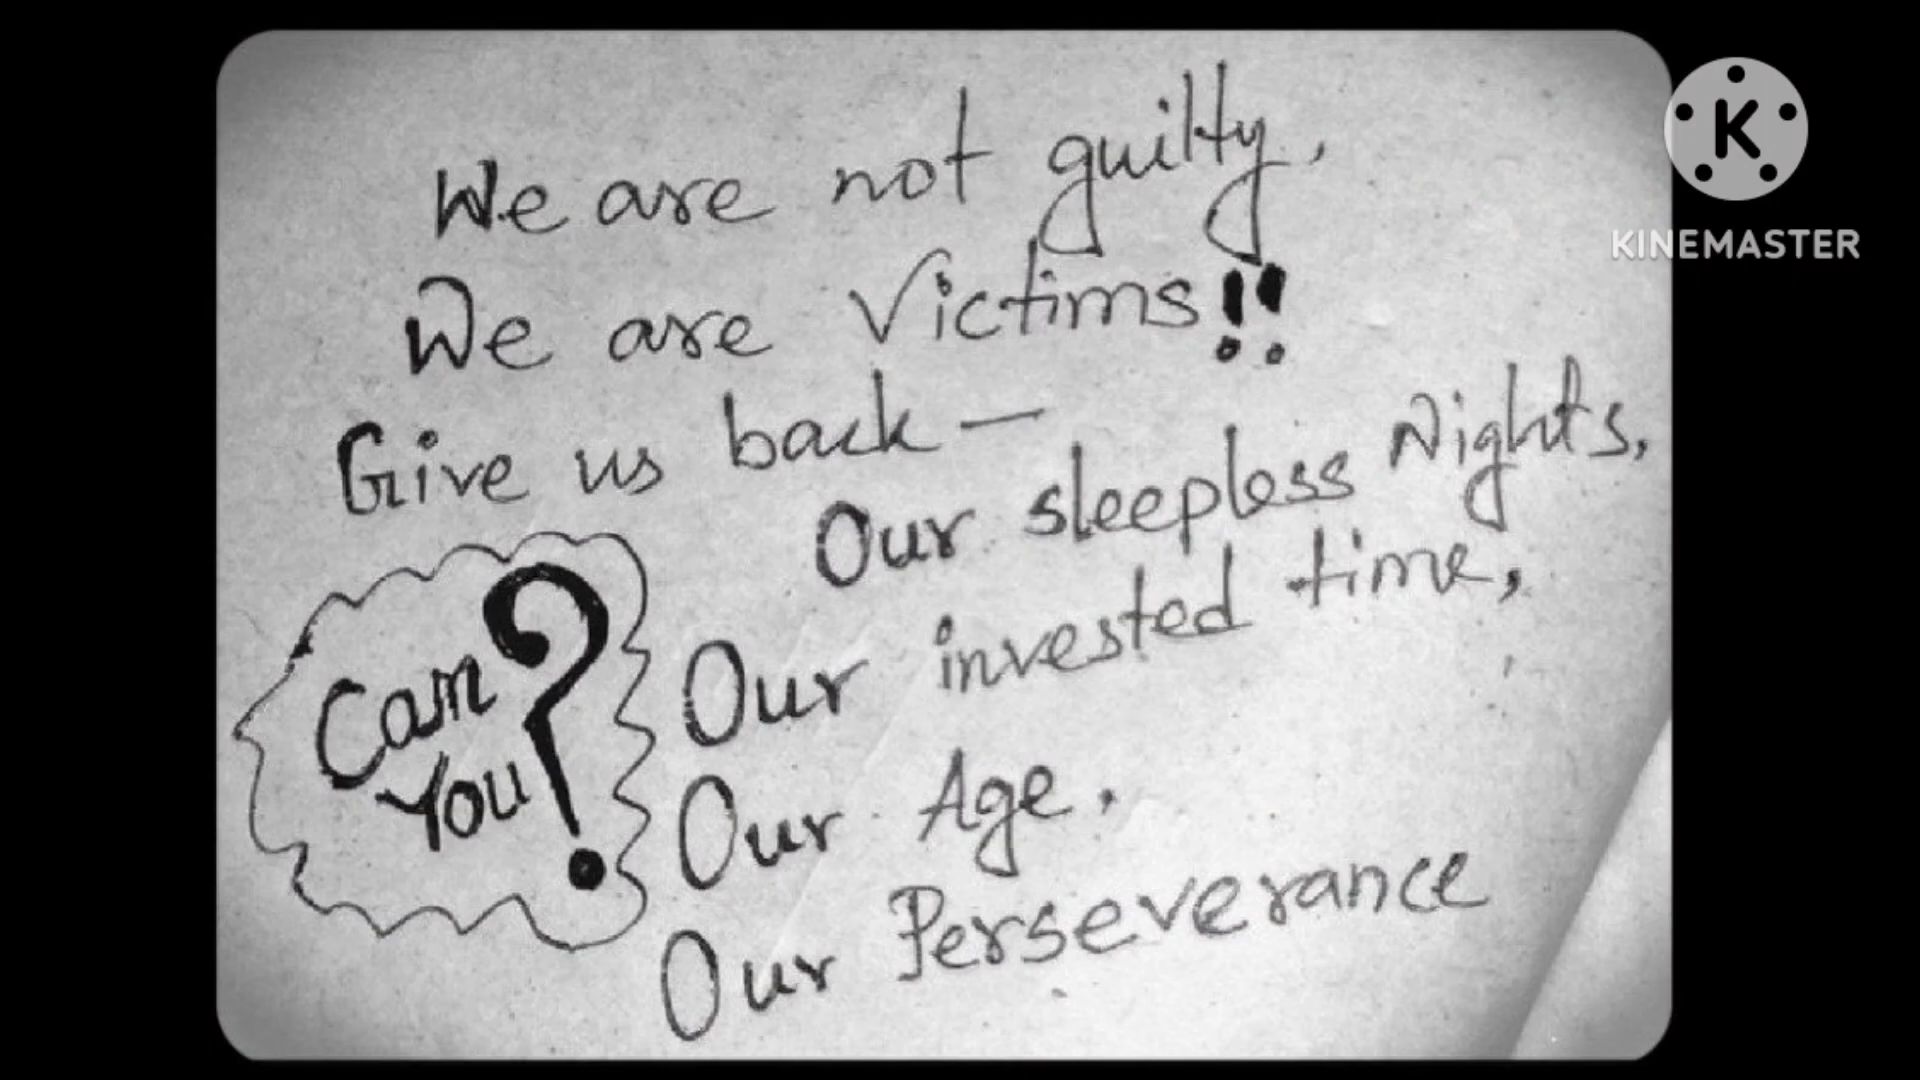 We are not guilty,
We are Victims!!
Give us back —
Our sleepless Nights,
Our invested time,
Our Age,
Our Perseverance
Can
You ?
K
KINEMASTER